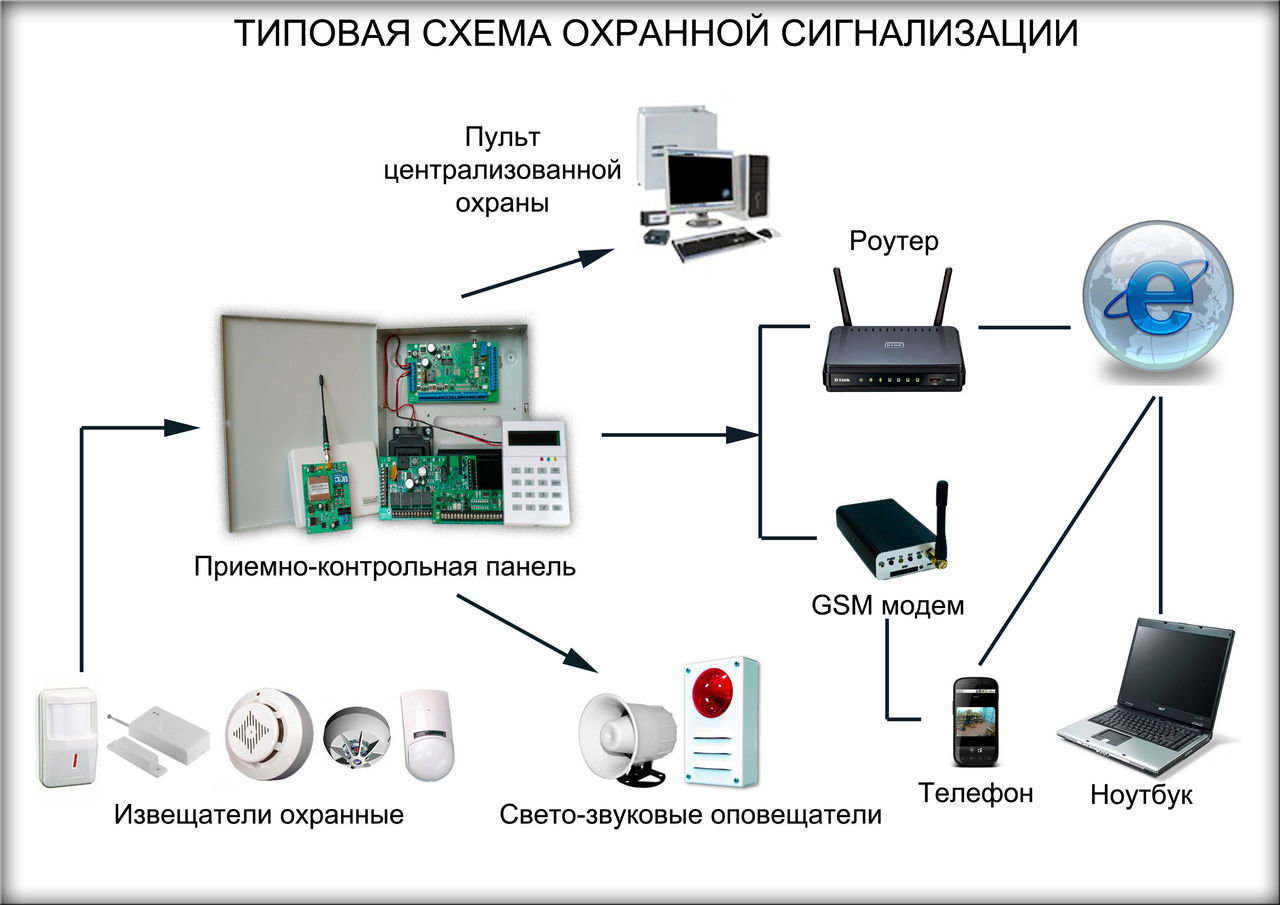 ТИПОВАЯ СХЕМА ОХРАННОЙ СИГНАЛИЗАЦИИ
Пульт
централизованной
охраны
Роутер
D-Link
Приемно-контрольная панель
GSM модем
Извещатели охранные
Свето-звуковые оповещатели
Телефон
Ноутбук